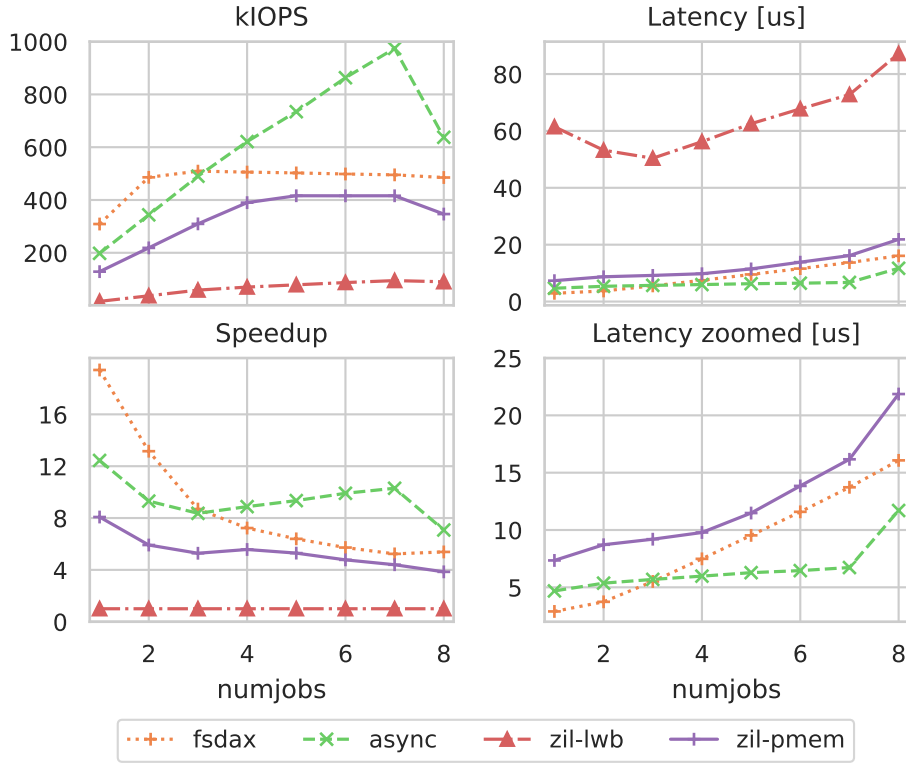 kIOPS
1000
800
600
400
200
Latency [us]
80
60
40
20
0
Speedup
16
12
8
4
0
2 4 6 8
numjobs
Latency zoomed [us]
25
20
15
10
5
2 4 6 8
numjobs
fsdax async zil-lwb zil-pmem